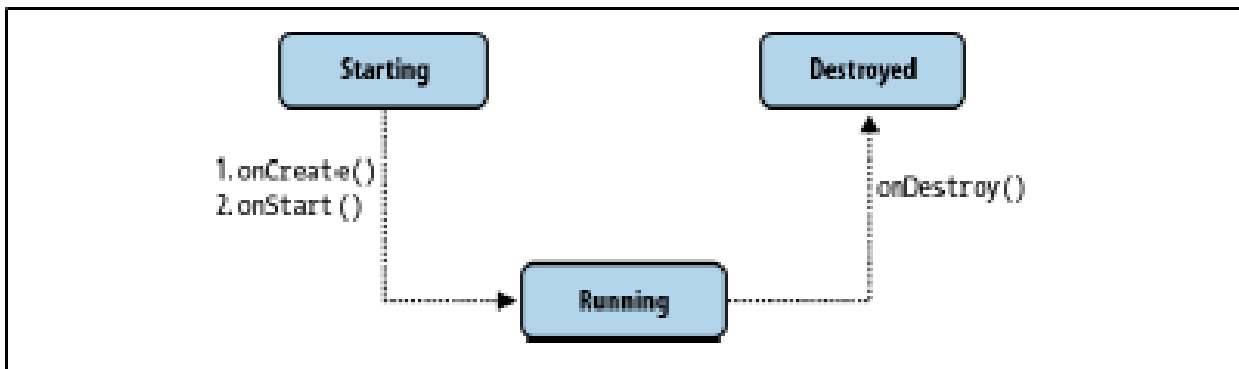 Starting
Destroyed
1.onCreate()
2.onStart()
onDestroy()
Running